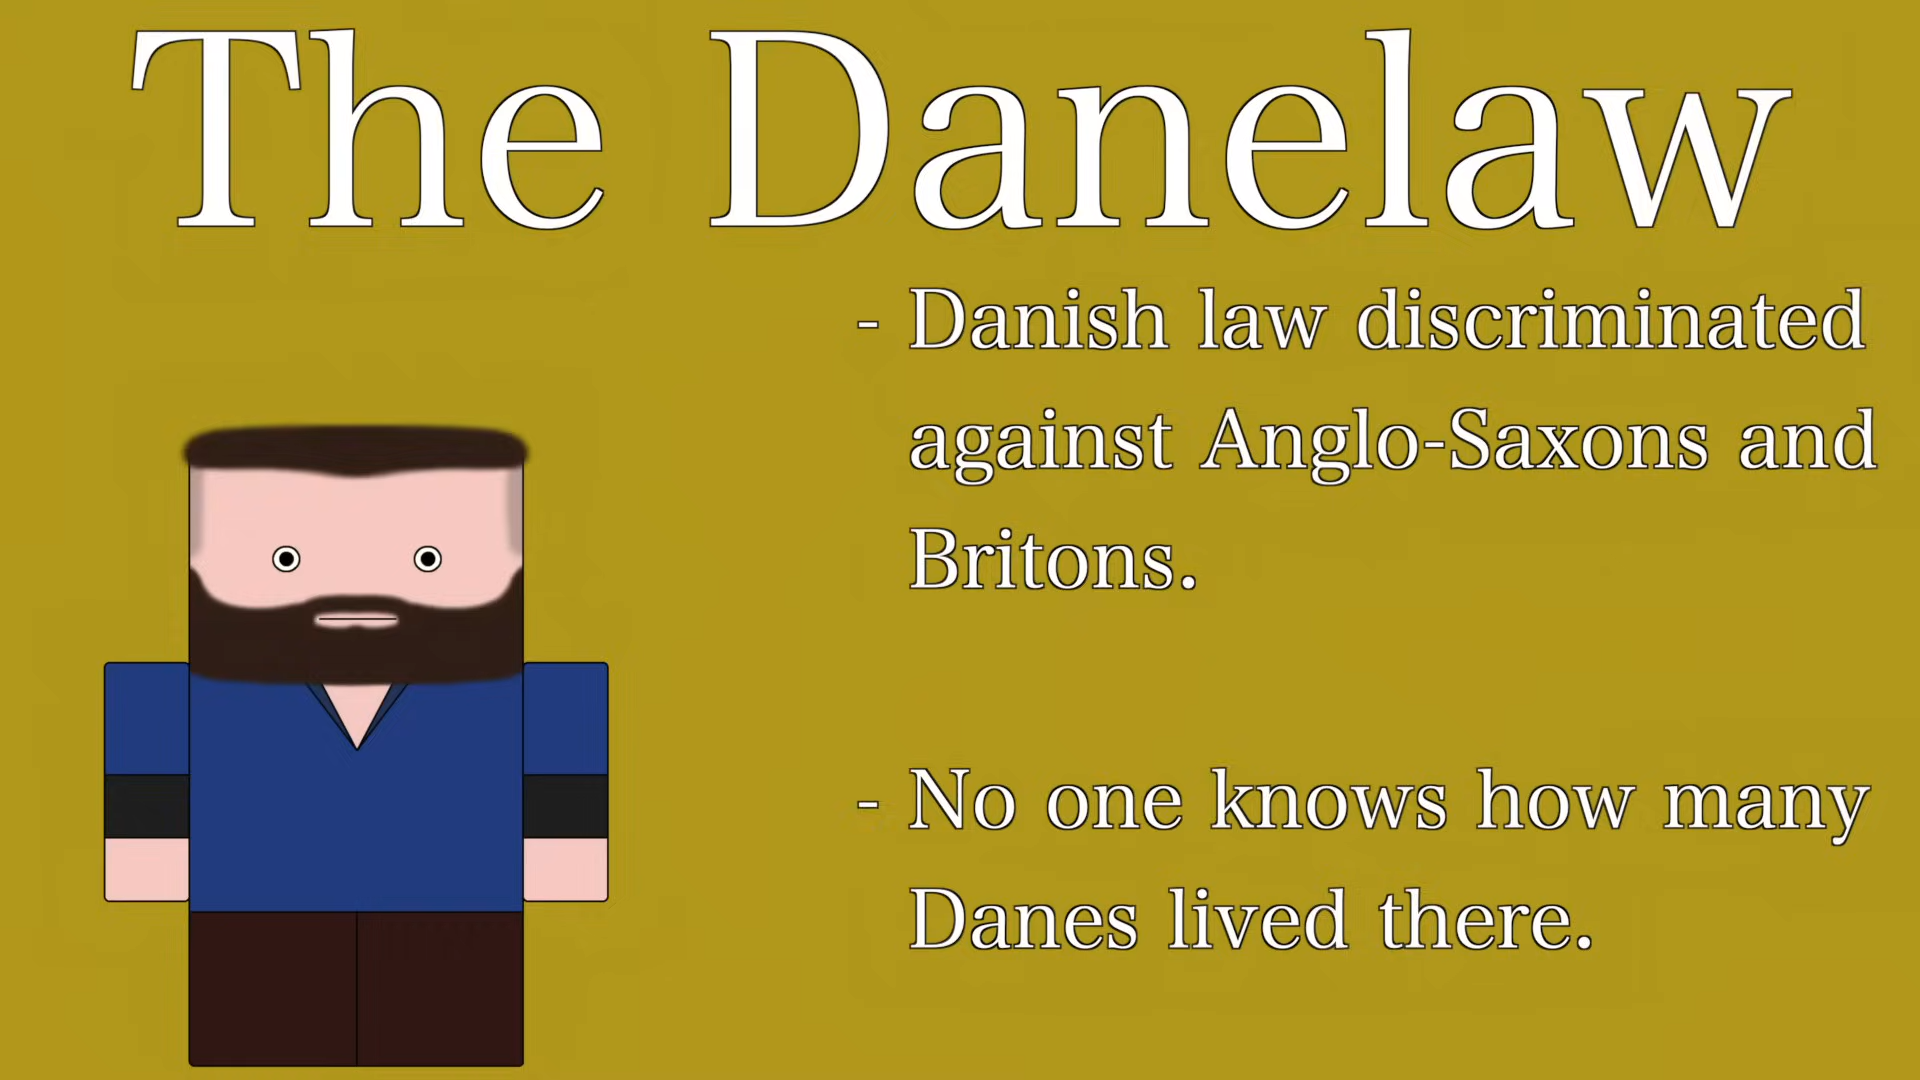 The Danelaw
- Danish law discriminated
against Anglo-Saxons and
Britons.
- No one knows how many
Danes lived there.